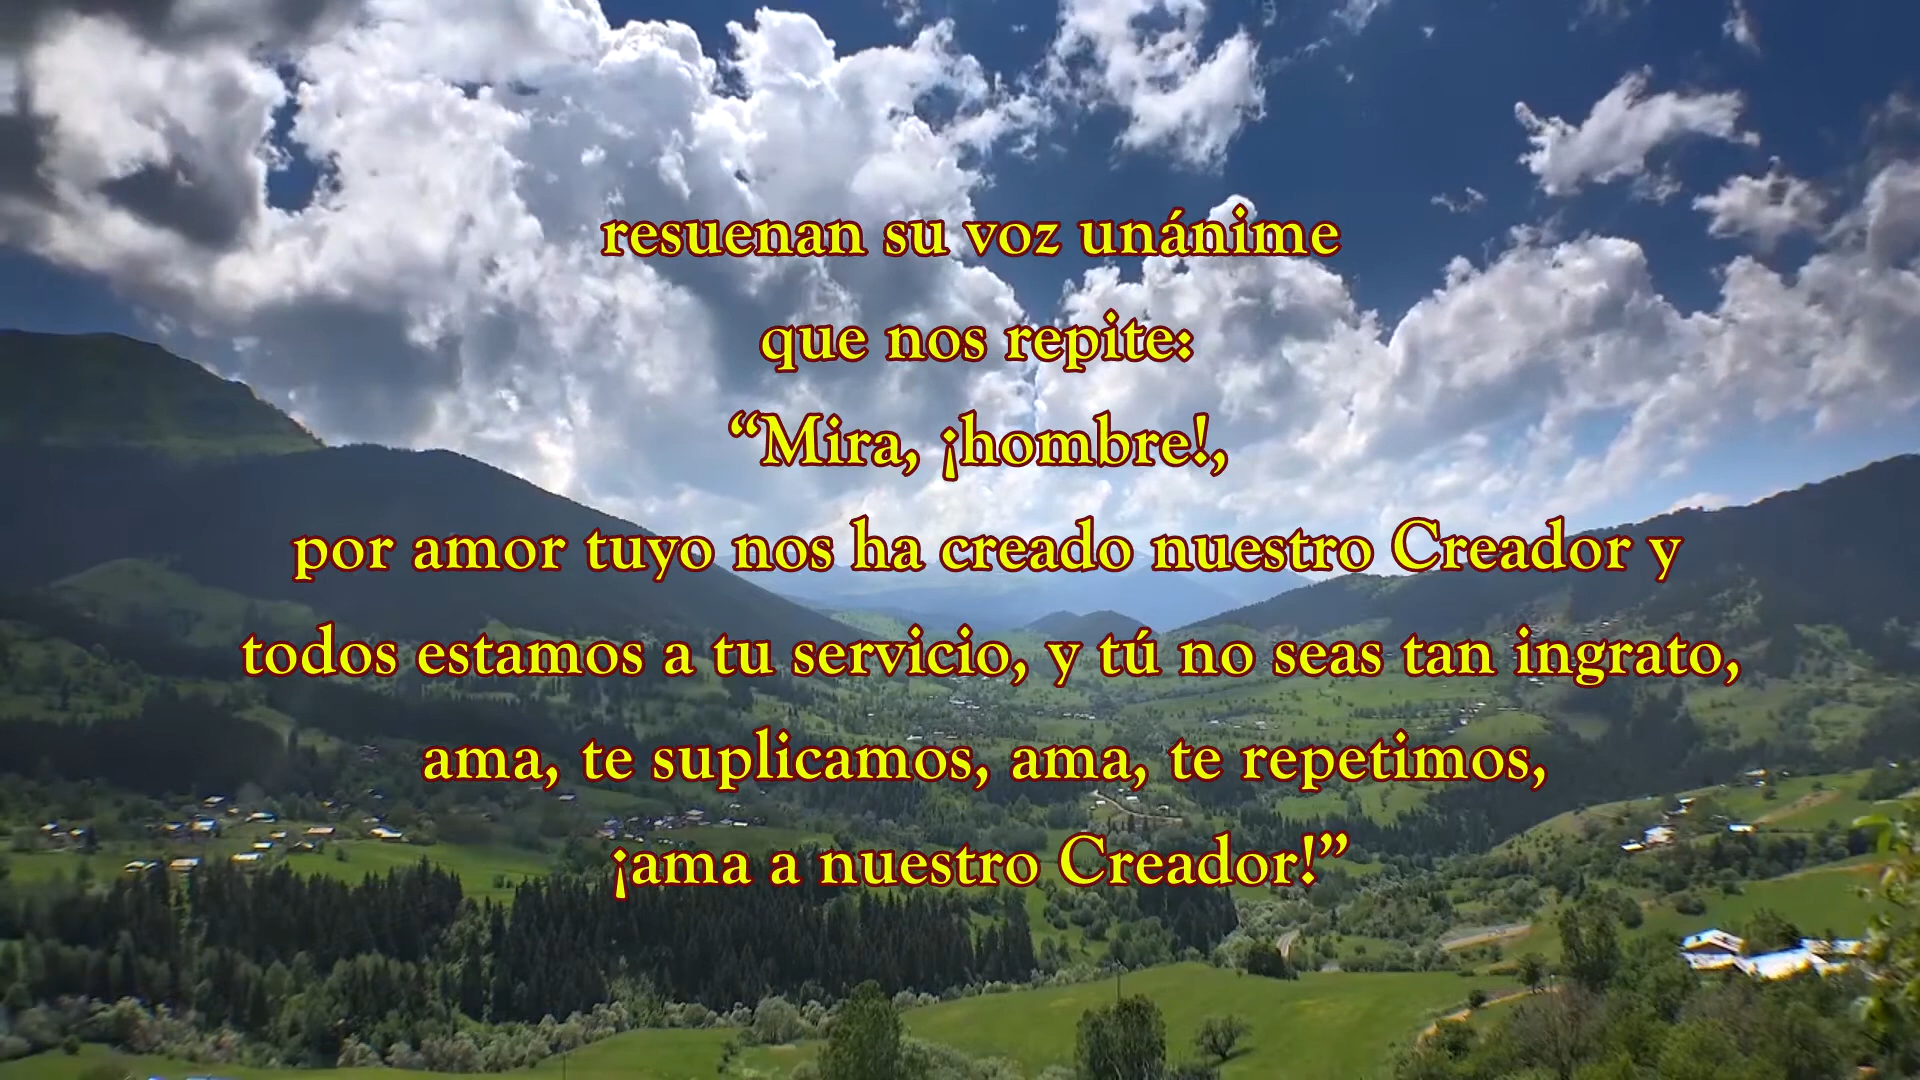 resuenan su voz unánime
que nos repite:
“Mira, ¡hombre!,
por amor tuyo nos ha creado nuestro Creador y
todos estamos a tu servicio, y tú no seas tan ingrato,
ama, te suplicamos, ama, te repetimos,
¡ama a nuestro Creador!”